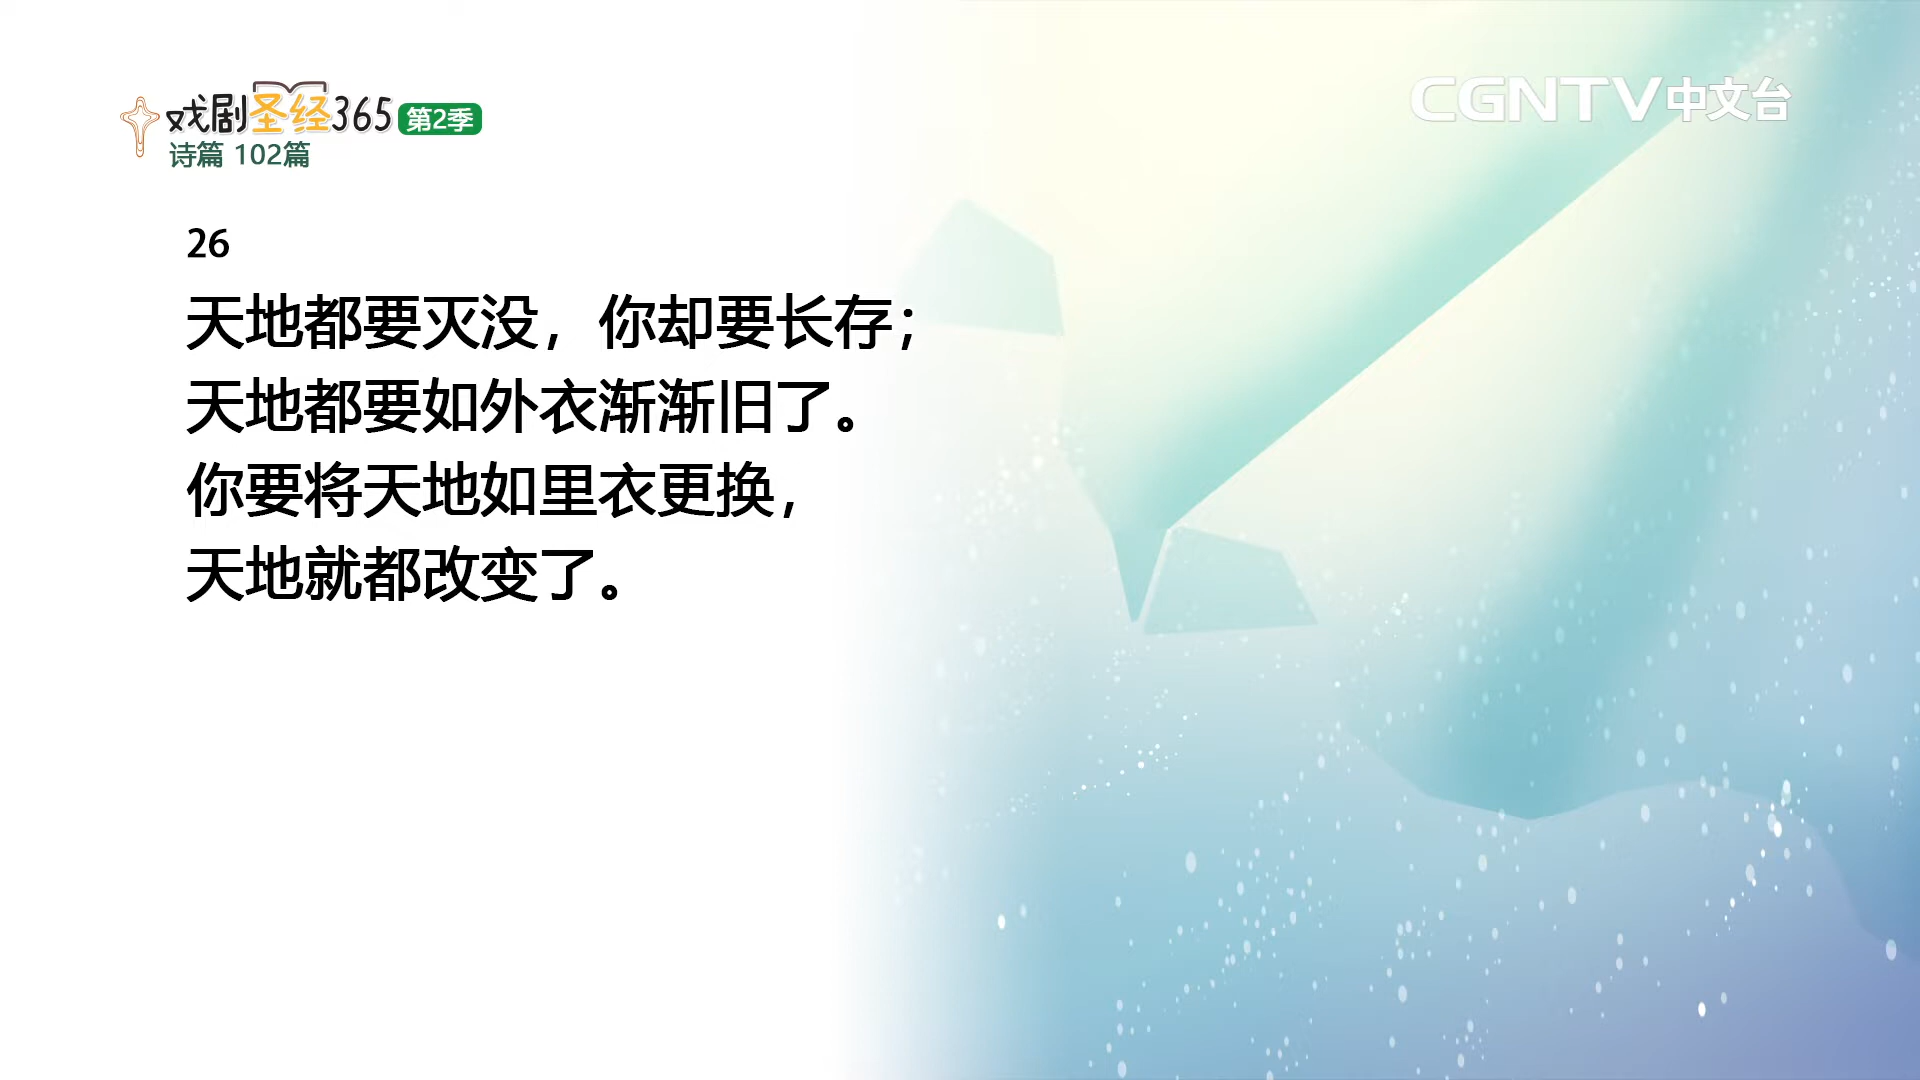 戏剧圣经365 第2季
诗篇 102篇
CGNTV中文台
26
天地都要灭没，你却要长存；
天地都要如外衣渐渐旧了。
你要将天地如里衣更换，
天地就都改变了。